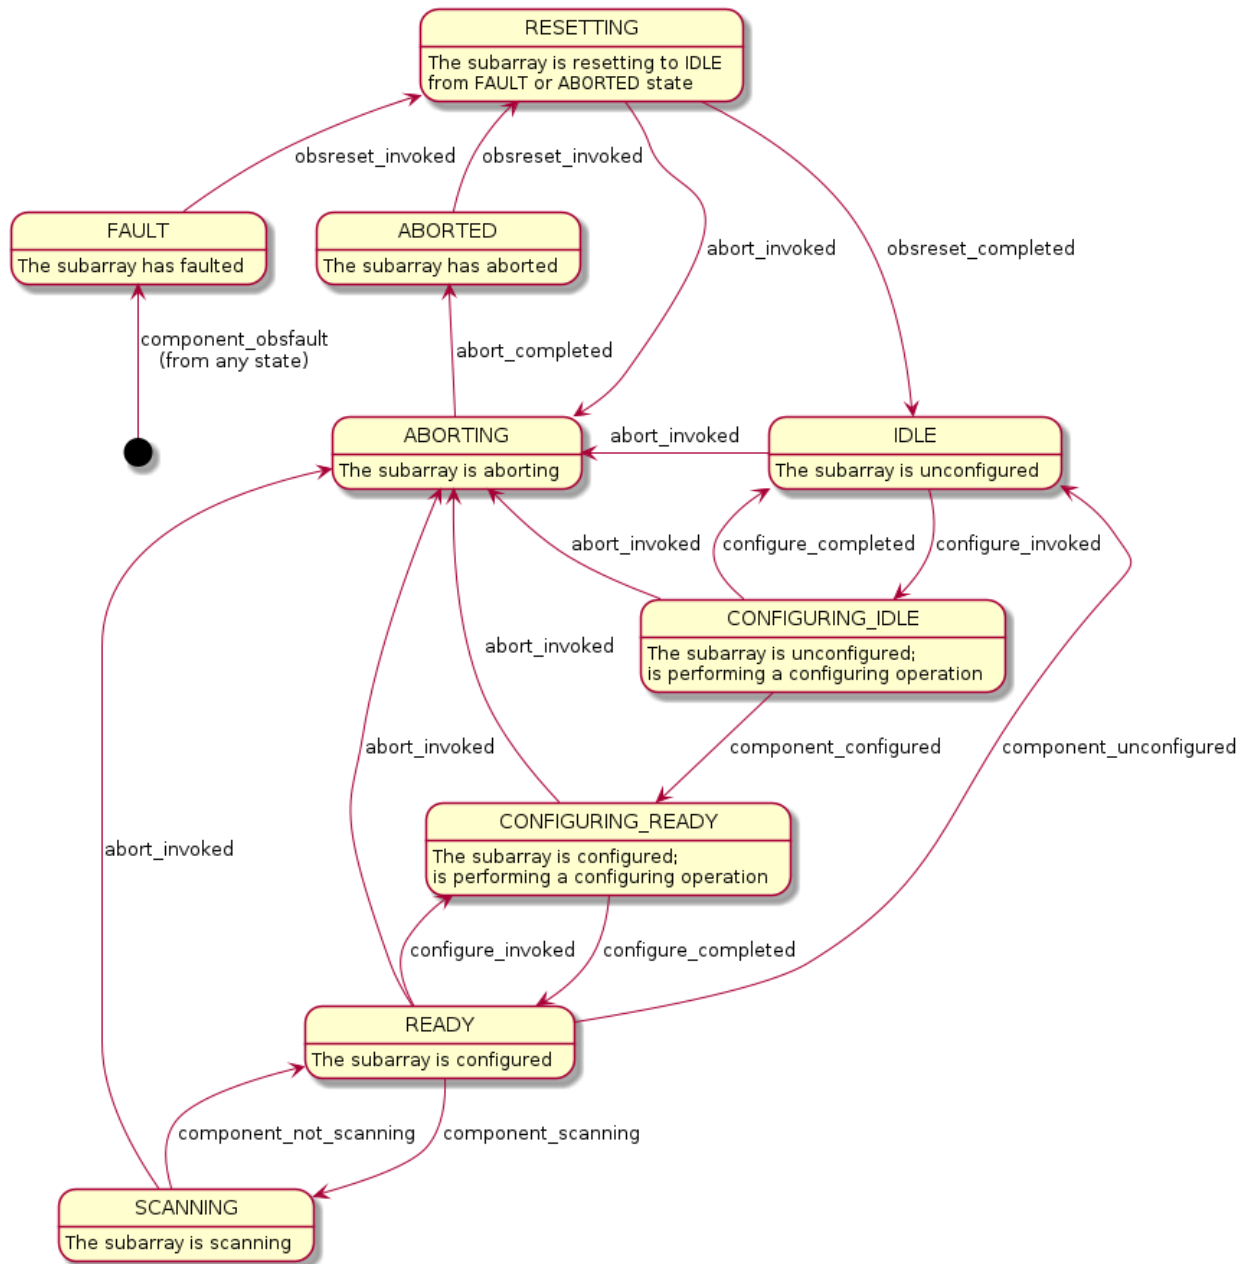 RESETTING
The subarray is resetting to IDLE
from FAULT or ABORTED state
obsreset_invoked
obsreset_invoked
FAULT
The subarray has faulted
ABORTED
The subarray has aborted
abort_invoked
obsreset_completed
component_obsfault
(from any state)
abort_completed
ABORTING
The subarray is aborting
abort_invoked
IDLE
The subarray is unconfigured
abort_invoked
configure_completed
configure_invoked
CONFIGURING_IDLE
The subarray is unconfigured;
is performing a configuring operation
abort_invoked
abort_invoked
component_configured
component_unconfigured
CONFIGURING_READY
The subarray is configured;
is performing a configuring operation
abort_invoked
configure_invoked
configure_completed
READY
The subarray is configured
component_not_scanning
component_scanning
SCANNING
The subarray is scanning